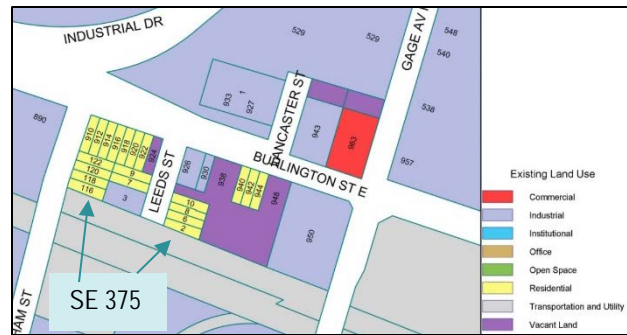 INDUSTRIAL DR
529
529
GAGE AV
548
540
538
957
LANCASTER ST
933
1
927
943
963
890
910
912
914
916
918
920
922
924
122
120
118
116
9
7
3
LEEDS ST
926
930
938
940
942
944
946
BURLINGTON ST E
10
8
6
2
950
SE 375
AM ST
Existing Land Use
Commercial
Industrial
Institutional
Office
Open Space
Residential
Transportation and Utility
Vacant Land